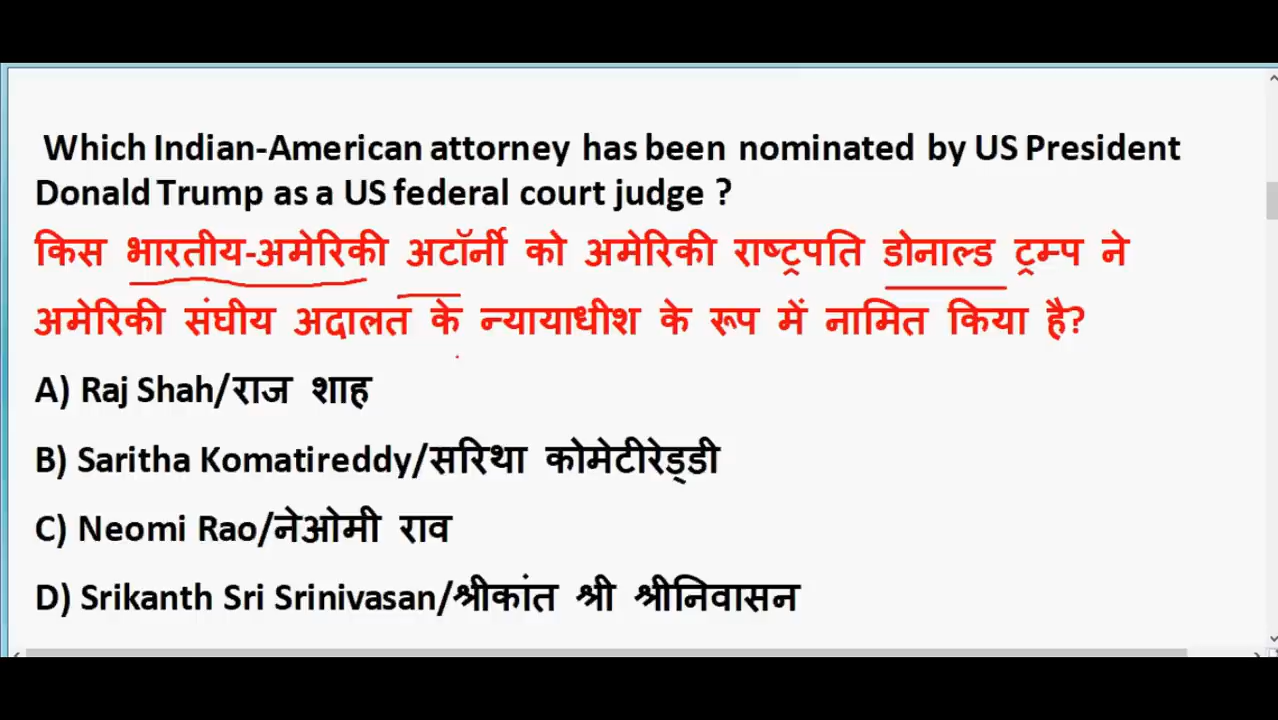 Which Indian-American attorney has been nominated by US President
Donald Trump as a US federal court judge ?
किस भारतीय-अमेरिकी अटॉर्नी को अमेरिकी राष्ट्रपति डोनाल्ड ट्रम्प ने
अमेरिकी संघीय अदालत के न्यायाधीश के रूप में नामित किया है?
A) Raj Shah/राज शाह
B) Saritha Komatireddy/सरिथा कोमेटीरेड्डी
C) Neomi Rao/नेओमी राव
D) Srikanth Sri Srinivasan/श्रीकांत श्री श्रीनिवासन